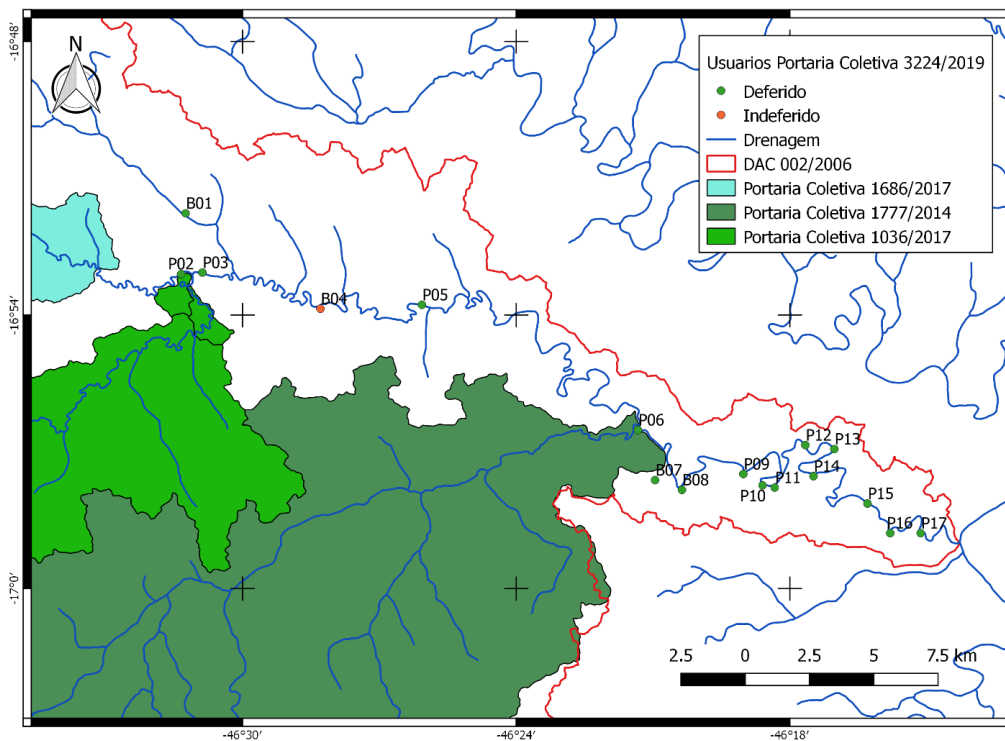 -16°48'
N
Usuarios Portaria Coletiva 3224/2019
Deferido
Indeferido
Drenagem
DAC 002/2006
Portaria Coletiva 1686/2017
Portaria Coletiva 1777/2014
Portaria Coletiva 1036/2017
B01
P02 P03
B04
P05
-16°54'
P06
B07
B08
P09
P10
P11
P12
P13
P14
P15
P16
P17
-17°0'
2.5 0 2.5 5 7.5 km
-46°30' -46°24' -46°18'